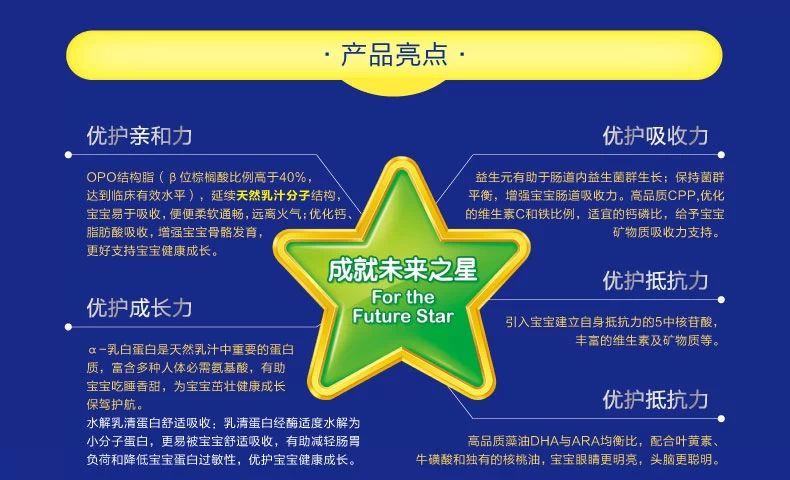 ·产品亮点·
优护亲和力
OPO结构脂（β位棕榈酸比例高于40%，
达到临床有效水平），延续天然乳汁分子结构，
宝宝易于吸收，便便柔软通畅，远离火气；优化钙、
脂肪酸吸收，增强宝宝骨骼发育，
更好支持宝宝健康成长。
优护成长力
α-乳白蛋白是天然乳汁中重要的蛋白
质，富含多种人体必需氨基酸，有助
宝宝吃睡香甜，为宝宝茁壮健康成长
保驾护航。
水解乳清蛋白舒适吸收；乳清蛋白经酶适度水解为
小分子蛋白，更易被宝宝舒适吸收，有助减轻肠胃
负荷和降低宝宝蛋白过敏性，优护宝宝健康成长。
成就未来之星
For the
Future Star
优护吸收力
益生元有助于肠道内益生菌群生长；保持菌群
平衡，增强宝宝肠道吸收力。高品质CPP,优化
的维生素C和铁比例，适宜的钙磷比，给予宝宝
矿物质吸收力支持。
优护抵抗力
引入宝宝建立自身抵抗力的5中核苷酸，
丰富的维生素及矿物质等。
优护抵抗力
高品质藻油DHA与ARA均衡比，配合叶黄素、
牛磺酸和独有的核桃油，宝宝眼睛更明亮，头脑更聪明。